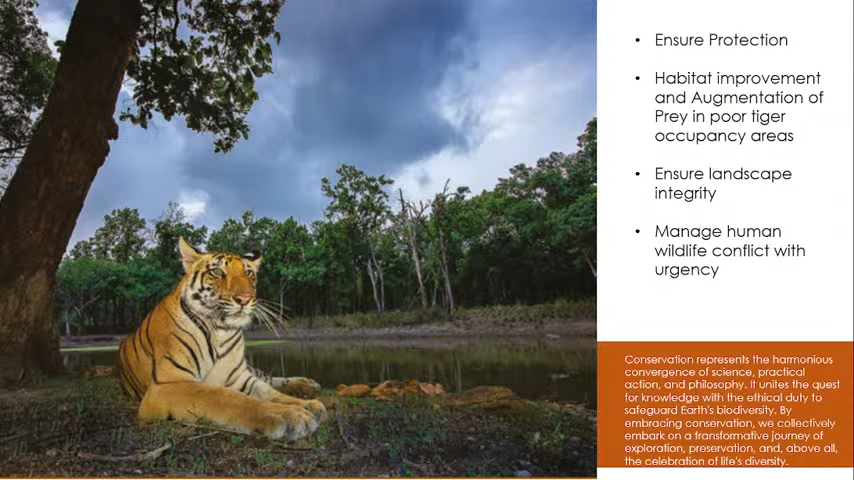 • Ensure Protection
• Habitat improvement
and Augmentation of
Prey in poor tiger
occupancy areas
• Ensure landscape
integrity
• Manage human
wildlife conflict with
urgency
Conservation represents the harmonious
convergence of science, practical
action, and philosophy. It unites the quest
for knowledge with the ethical duty to
safeguard Earth's biodiversity. By
embracing conservation, we collectively
embark on a transformative journey of
exploration, preservation, and, above all,
the celebration of life's diversity.